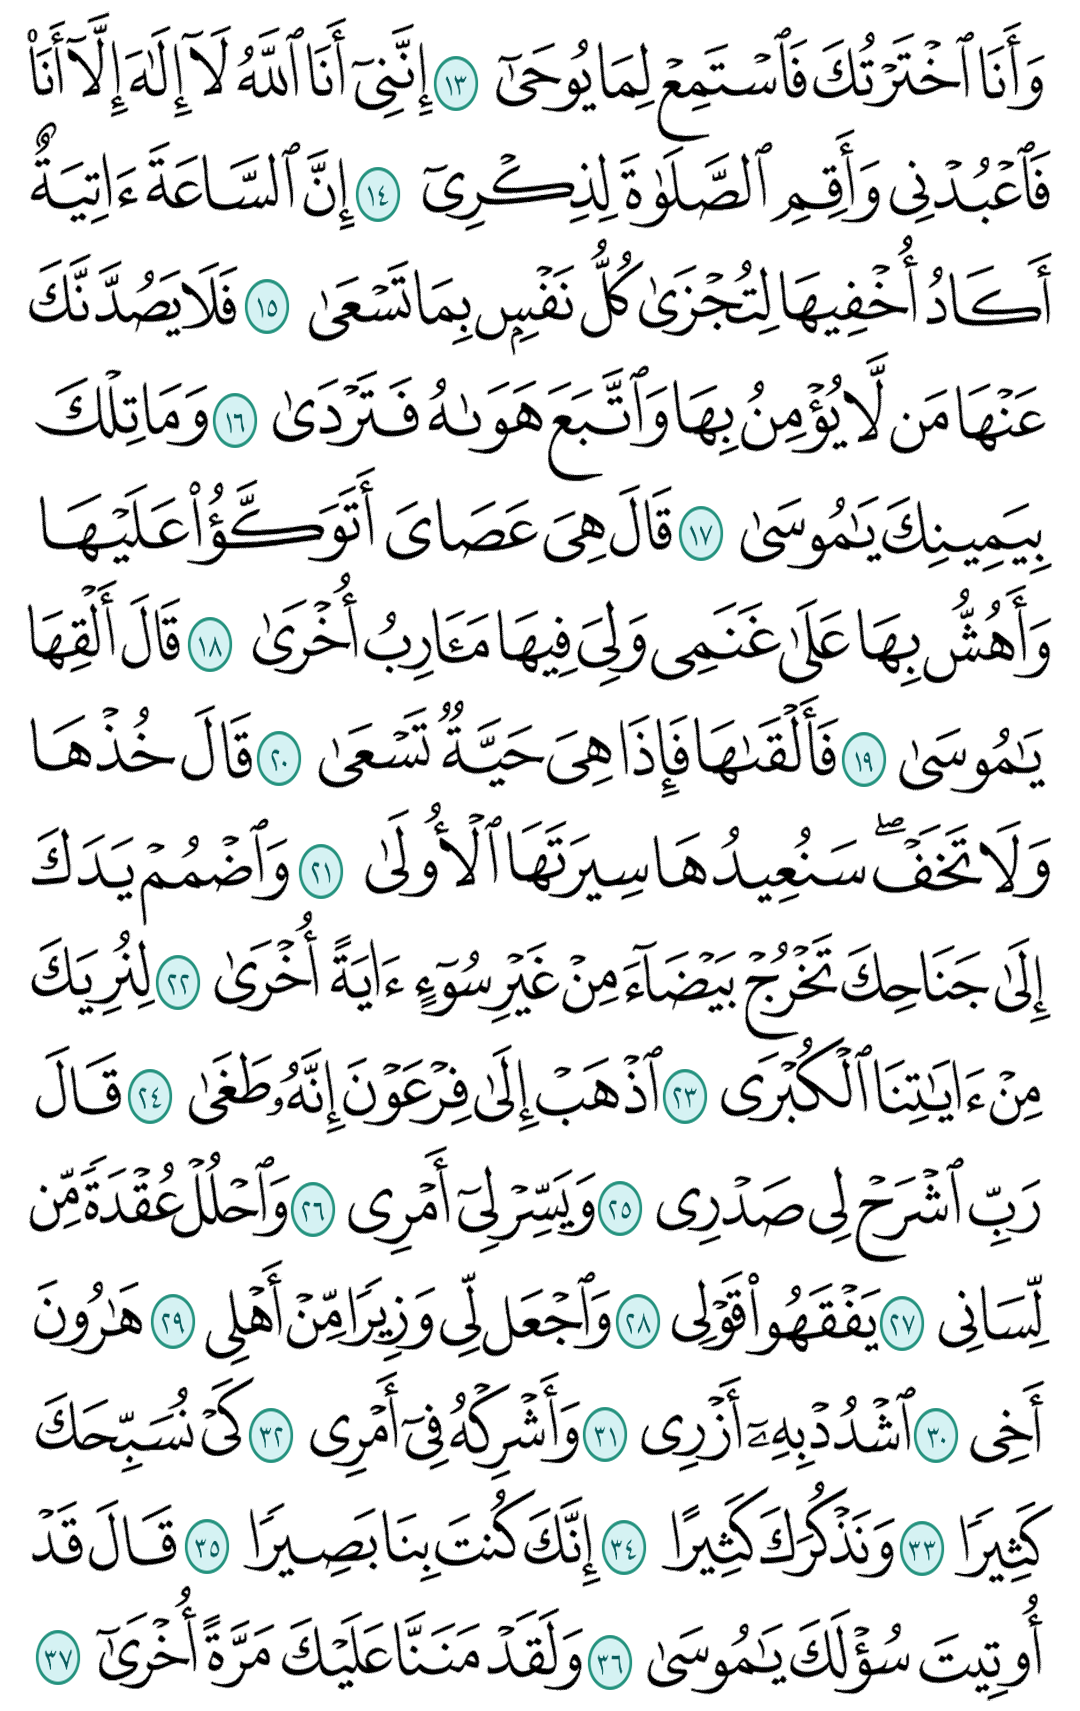 وَأَنَا ٱخْتَرْتُكَ فَٱسْتَمِعْ لِمَا يُوحَىٰٓ ١٣ إِنَّنِىٓ أَنَا ٱللَّهُ لَآ إِلَٰهَ إِلَّآ أَنَا۠
فَٱعْبُدْنِى وَأَقِمِ ٱلصَّلَوٰةَ لِذِكْرِىٓ ١٤ إِنَّ ٱلسَّاعَةَ ءَاتِيَةٌ
أَكَادُ أُخْفِيهَا لِتُجْزَىٰ كُلُّ نَفْسٍۭ بِمَا تَسْعَىٰ ١٥ فَلَا يَصُدَّنَّكَ
عَنْهَا مَن لَّا يُؤْمِنُ بِهَا وَٱتَّبَعَ هَوَىٰهُ فَتَرْدَىٰ ١٦ وَمَا تِلْكَ
بِيَمِينِكَ يَٰمُوسَىٰ ١٧ قَالَ هِىَ عَصَاىَ أَتَوَكَّؤُا۟ عَلَيْهَا
وَأَهُشُّ بِهَا عَلَىٰ غَنَمِى وَلِىَ فِيهَا مَـَٔارِبُ أُخْرَىٰ ١٨ قَالَ أَلْقِهَا
يَٰمُوسَىٰ ١٩ فَأَلْقَىٰهَا فَإِذَا هِىَ حَيَّةٌ تَسْعَىٰ ٢٠ قَالَ خُذْهَا
وَلَا تَخَفْ ۖ سَنُعِيدُهَا سِيرَتَهَا ٱلْأُولَىٰ ٢١ وَٱضْمُمْ يَدَكَ
إِلَىٰ جَنَاحِكَ تَخْرُجْ بَيْضَآءَ مِنْ غَيْرِ سُوٓءٍ ءَايَةً أُخْرَىٰ ٢٢ لِنُرِيَكَ
مِنْ ءَايَٰتِنَا ٱلْكُبْرَى ٢٣ ٱذْهَبْ إِلَىٰ فِرْعَوْنَ إِنَّهُۥ طَغَىٰ ٢٤ قَالَ
رَبِّ ٱشْرَحْ لِى صَدْرِى ٢٥ وَيَسِّرْ لِىٓ أَمْرِى ٢٦ وَٱحْلُلْ عُقْدَةً مِّن
لِّسَانِى ٢٧ يَفْقَهُوا۟ قَوْلِى ٢٨ وَٱجْعَل لِّى وَزِيرًا مِّنْ أَهْلِى ٢٩ هَٰرُونَ
أَخِى ٣٠ ٱشْدُدْ بِهِۦٓ أَزْرِى ٣١ وَأَشْرِكْهُ فِىٓ أَمْرِى ٣٢ كَىْ نُسَبِّحَكَ
كَثِيرًا ٣٣ وَنَذْكُرَكَ كَثِيرًا ٣٤ إِنَّكَ كُنتَ بِنَا بَصِيرًا ٣٥ قَالَ قَدْ
أُوتِيتَ سُؤْلَكَ يَٰمُوسَىٰ ٣٦ وَلَقَدْ مَنَنَّا عَلَيْكَ مَرَّةً أُخْرَىٰٓ ٣٧